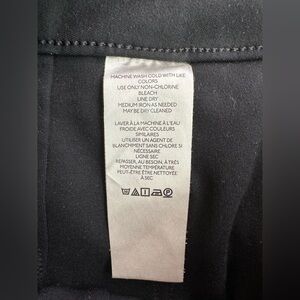 MACHINE WASH COLD WITH LIKE
COLORS
USE ONLY NON-CHLORINE
BLEACH
LINE DRY
MEDIUM IRON AS NEEDED
MAY BE DRY CLEANED
LAVER À LA MACHINE À L'EAU
FROIDE AVEC COULEURS
SIMILAIRES
UTILISER UN AGENT DE
BLANCHIMENT SANS CHLORE SI
NÉCESSAIRE
LIGNE SEC
REPASSER, AU BESOIN, À TRÈS
MOYENNE TEMPÉRATURE
PEUT-ÊTRE NETTOYÉE
À SEC